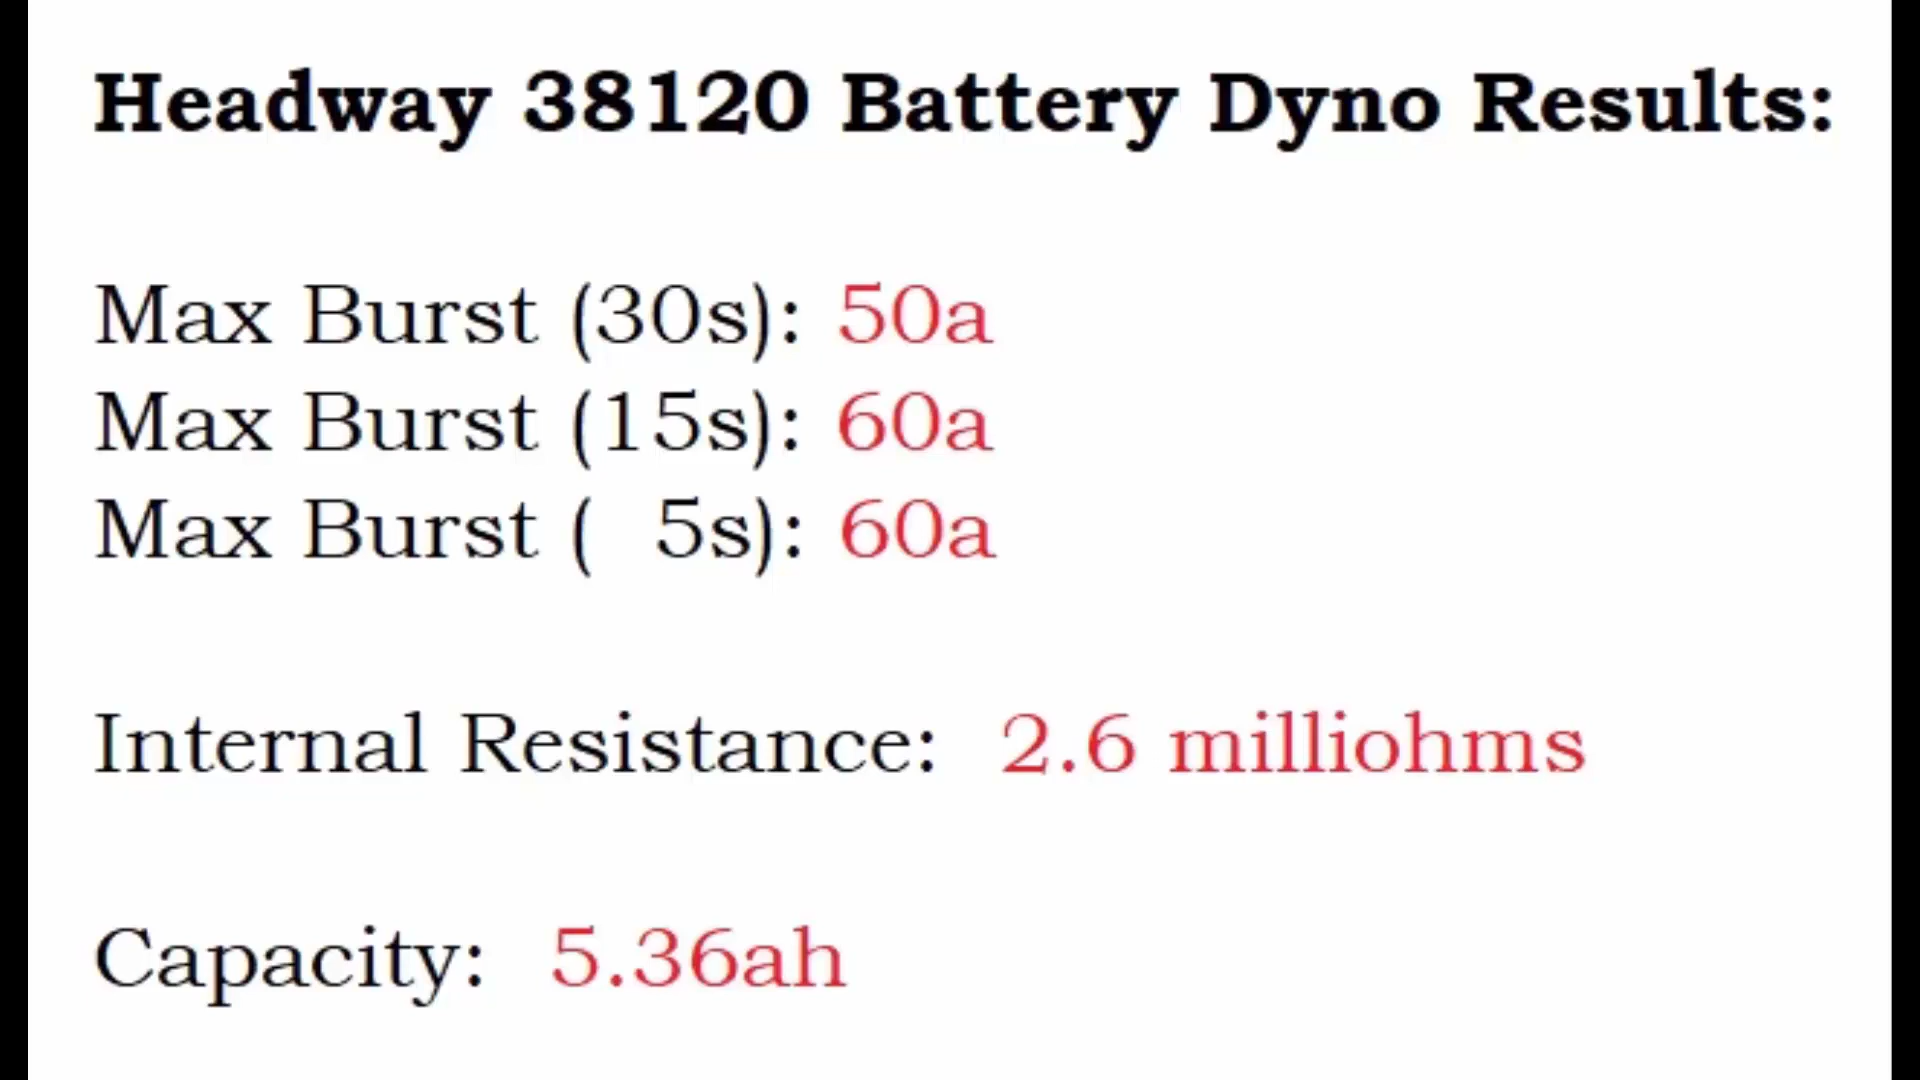 Headway 38120 Battery Dyno Results:
Max Burst (30s): 50a
Max Burst (15s): 60a
Max Burst (  5s): 60a
Internal Resistance:  2.6 milliohms
Capacity:  5.36ah